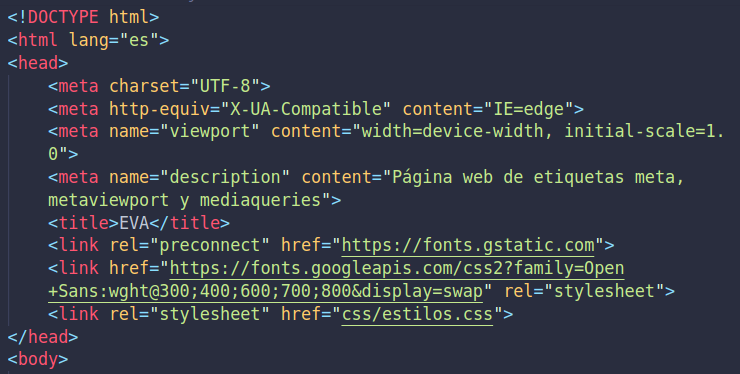 <!DOCTYPE html>
<html lang="es">
<head>
<meta charset="UTF-8">
<meta http-equiv="X-UA-Compatible" content="IE=edge">
<meta name="viewport" content="width=device-width, initial-scale=1.
0">
<meta name="description" content="Página web de etiquetas meta,
metaviewport y mediaqueries">
<title>EVA</title>
<link rel="preconnect" href="https://fonts.gstatic.com">
<link href="https://fonts.googleapis.com/css2?family=Open
+Sans:wght@300;400;600;700;800&display=swap" rel="stylesheet">
<link rel="stylesheet" href="css/estilos.css">
</head>
<body>